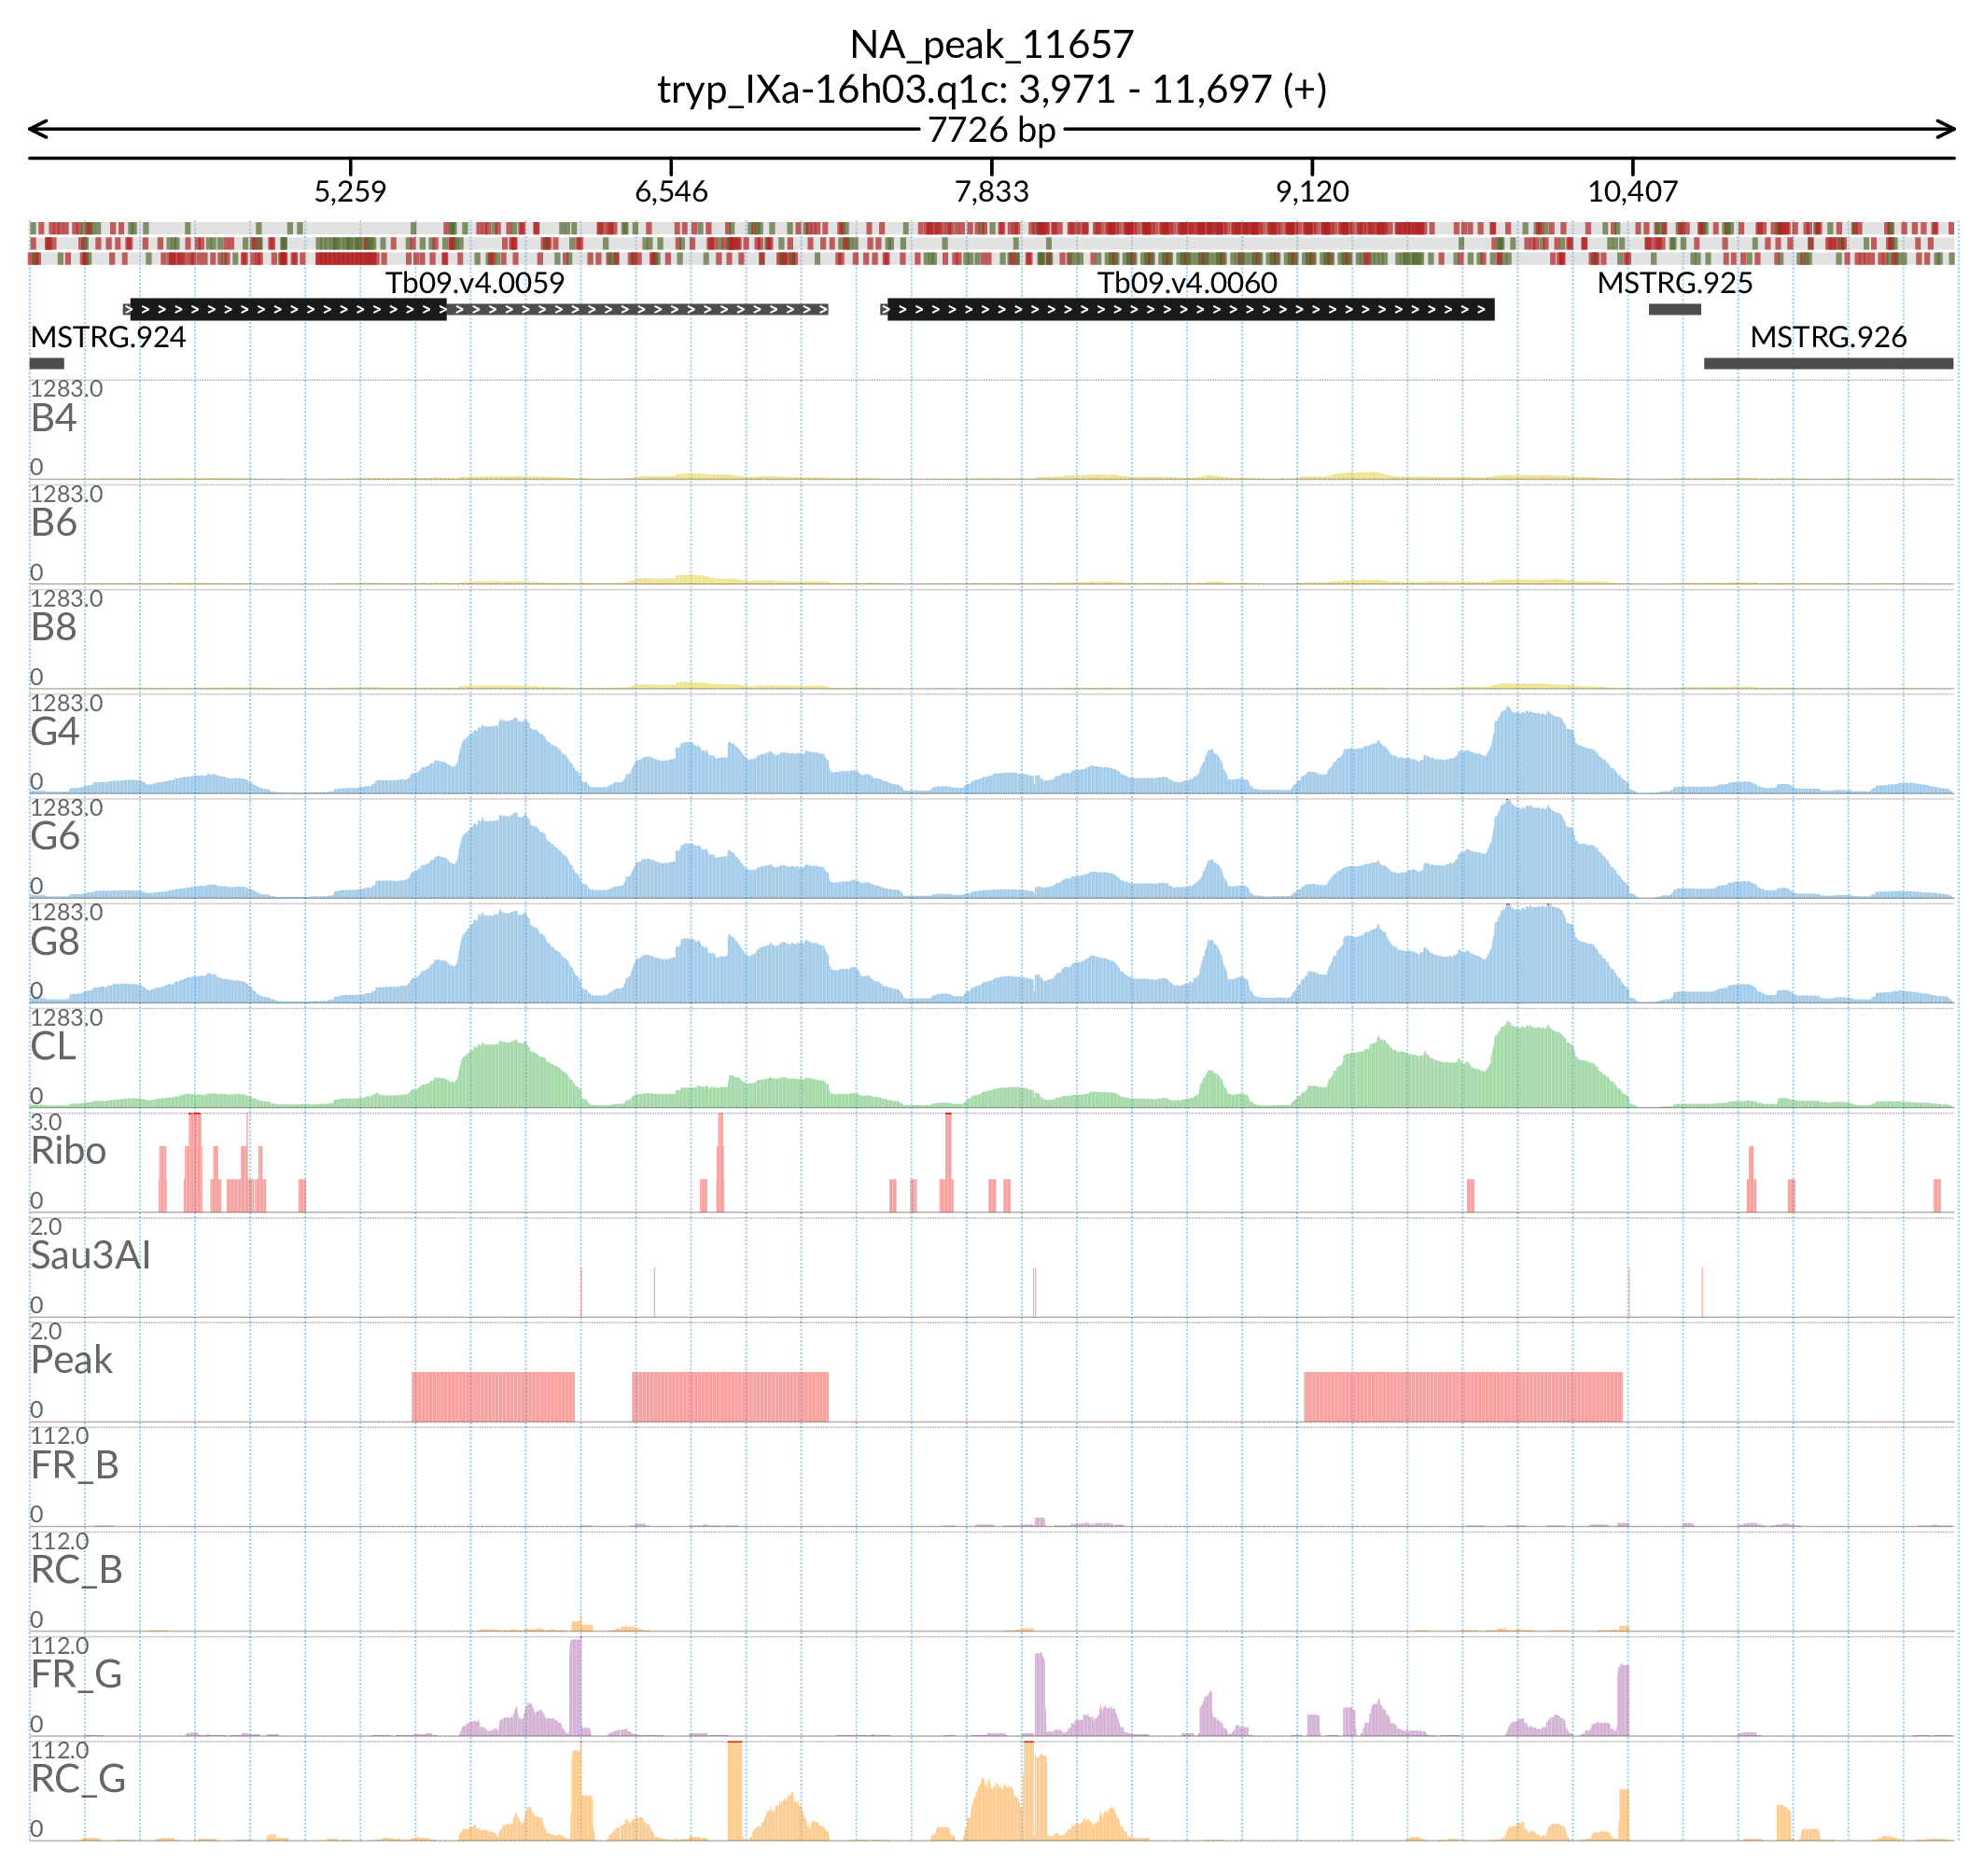 NA_peak_11657
tryp_IXa-16h03.q1c: 3,971 - 11,697 (+)
7726 bp
5,259 6,546 7,833 9,120 10,407
Tb09.v4.0059 Tb09.v4.0060 MSTRG.925
MSTRG.924 MSTRG.926
1283.0
B4
0
1283.0
B6
0
1283.0
B8
0
1283.0
G4
0
1283.0
G6
0
1283.0
G8
0
1283.0
CL
0
3.0
Ribo
0
2.0
Sau3AI
0
2.0
Peak
0
112.0
FR_B
0
112.0
RC_B
0
112.0
FR_G
0
112.0
RC_G
0